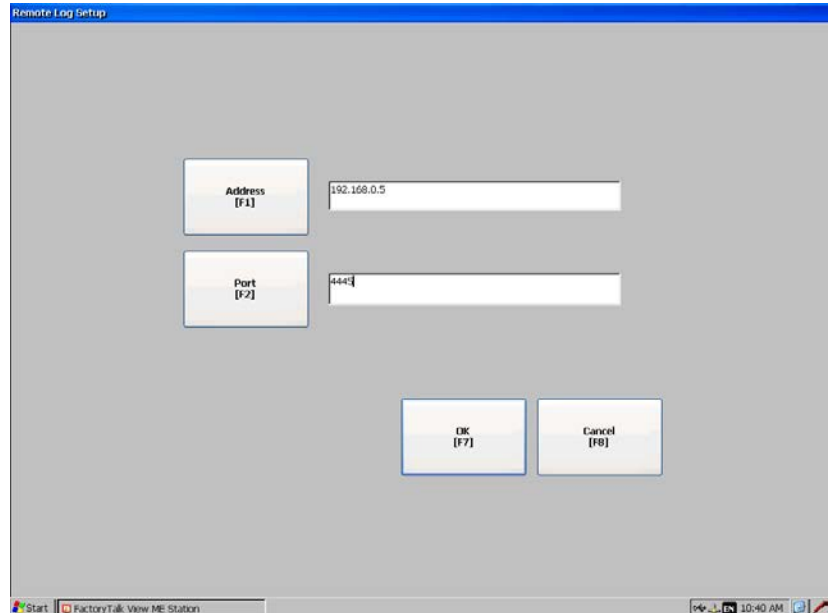 Remote Log Setup
Address
[F1]
192.168.0.5
Port
[F2]
4445
OK
[F7]
Cancel
[F8]
Start
FactoryTalk View ME Station
EN
10:40 AM